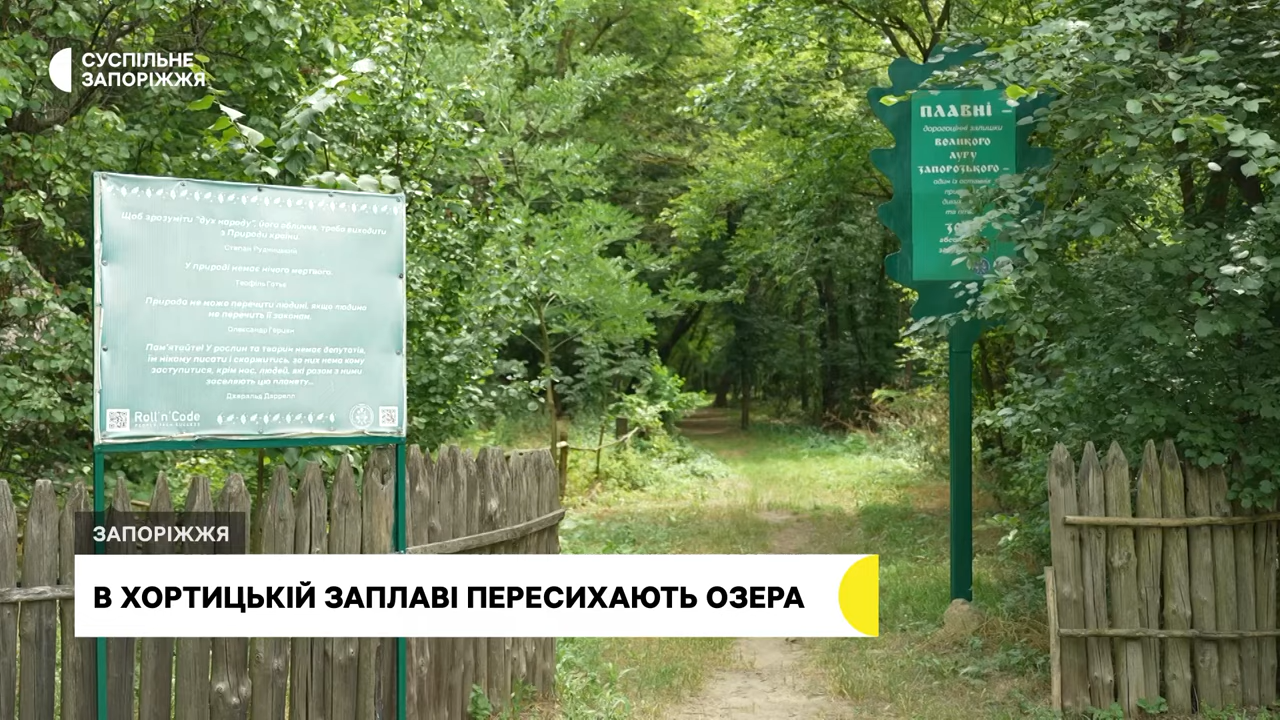 СУСПІЛЬНЕ
ЗАПОРІЖЖЯ
Щоб зрозуміти "дух народу", його обличчя, треба виходити
з Природи країни.
Степан Рудницький
У природі немає нічого мертвого.
Теофіль Готьє
Природа не може перечити людині, якщо людина
не перечить її законам.
Олександр Герцен
Пам'ятайте! У рослин та тварин немає депутатів,
їм нікому писати і скаржитись, за них нема кому
заступитися, крім нас, людей, які разом з ними
заселяють цю планету...
Джеральд Даррелл
Roll'n'Code
ПЛАВНІ —
дорогоцінні залишки
ВЕЛИКОГО
ЛУГУ
ЗАПОРОЗЬКОГО —
один із останніх
ЗАПОРІЖЖЯ
В ХОРТИЦЬКІЙ ЗАПЛАВІ ПЕРЕСИХАЮТЬ ОЗЕРА